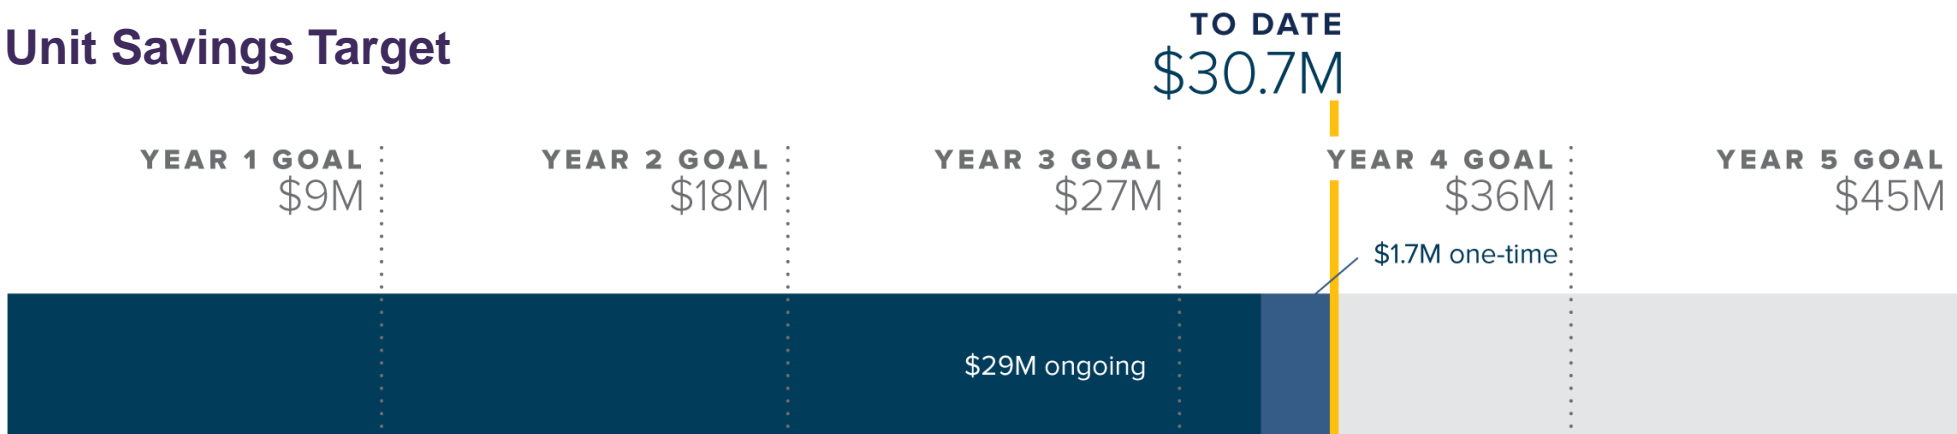 Unit Savings Target
TO DATE
$30.7M
YEAR 1 GOAL
$9M
YEAR 2 GOAL
$18M
YEAR 3 GOAL
$27M
YEAR 4 GOAL
$36M
YEAR 5 GOAL
$45M
$1.7M one-time
$29M ongoing